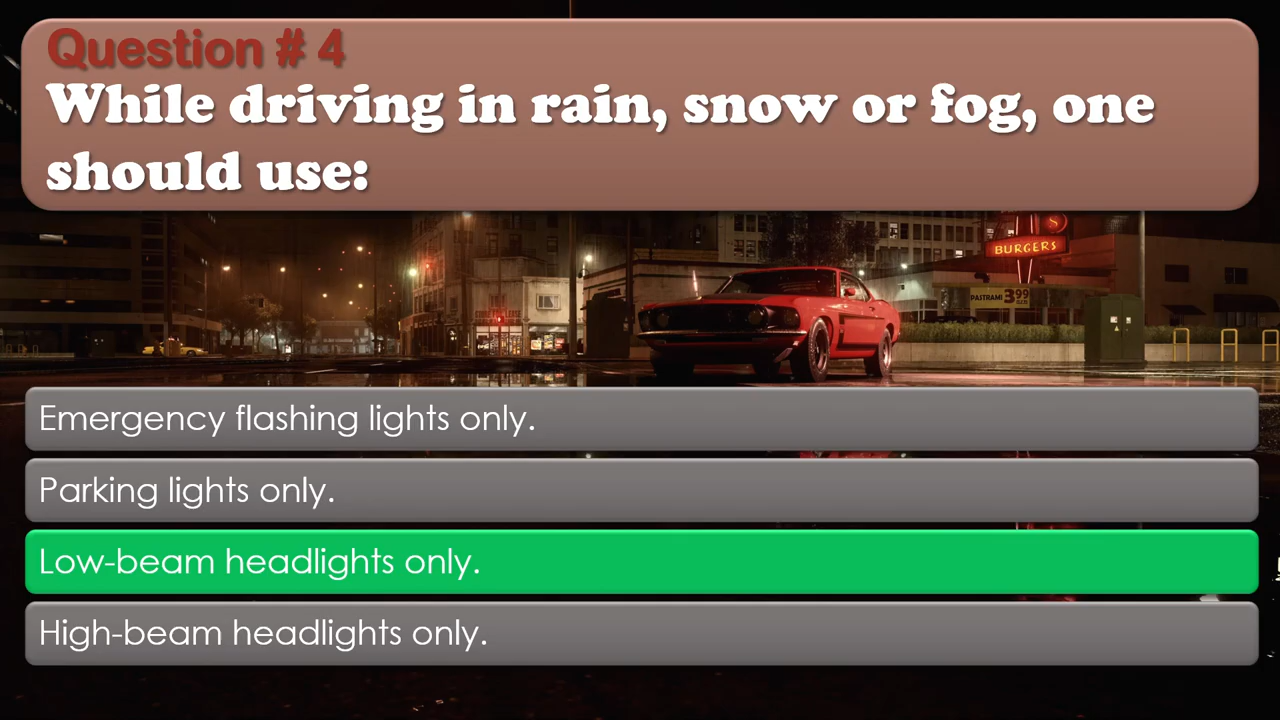 Question # 4
While driving in rain, snow or fog, one
should use:
S
BURGERS
PASTRAMI 3.99
Emergency flashing lights only.
Parking lights only.
Low-beam headlights only.
High-beam headlights only.